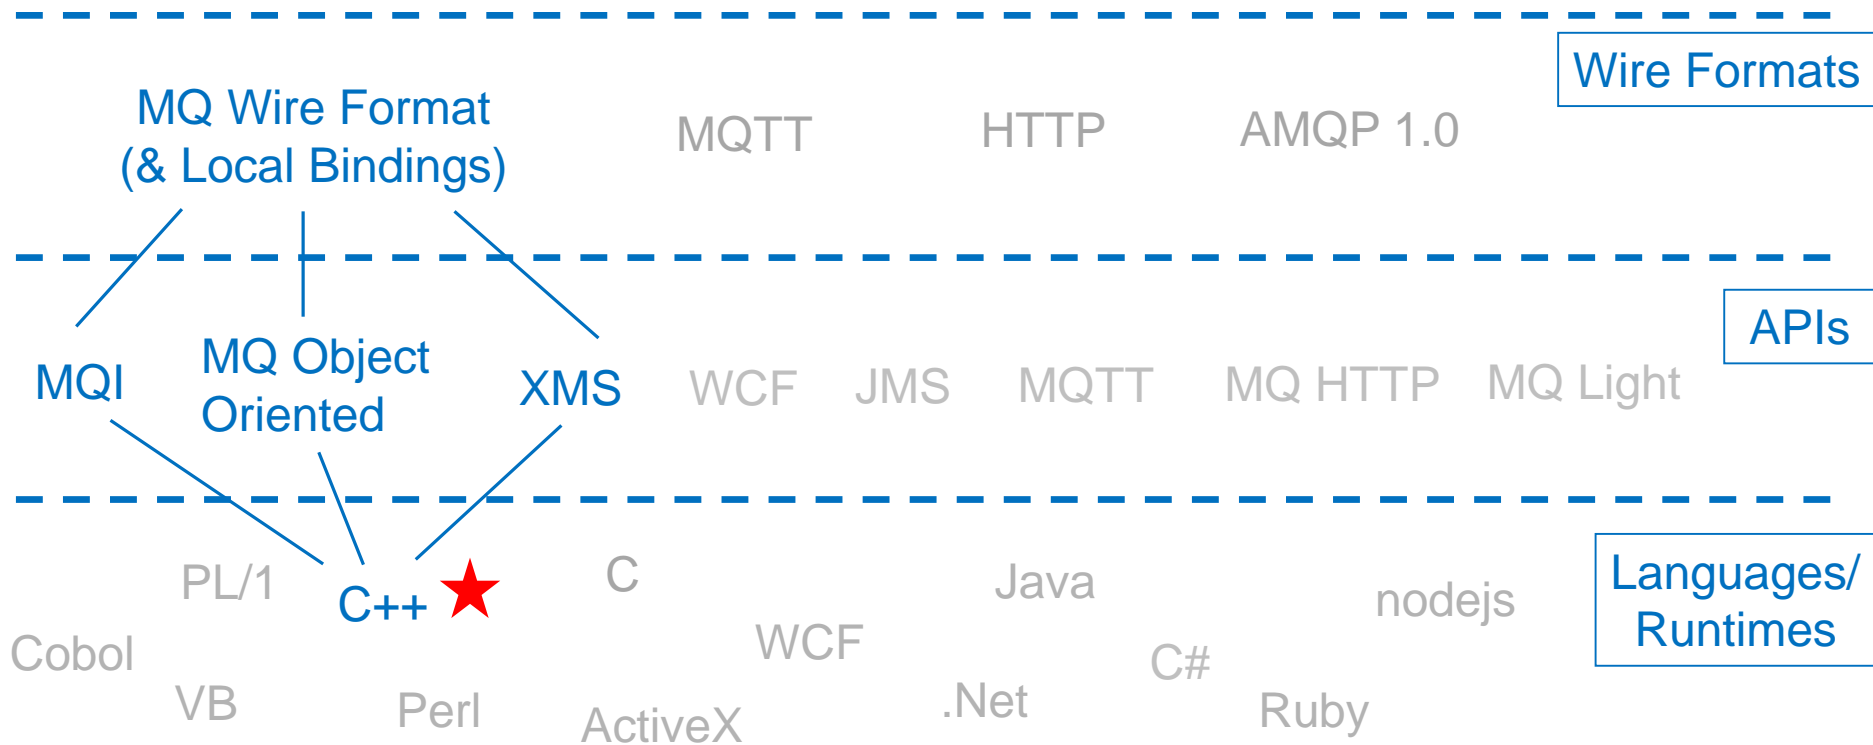 Wire Formats
MQ Wire Format
(& Local Bindings)
MQTT
HTTP
AMQP 1.0
APIs
MQI
MQ Object
Oriented
XMS
WCF
JMS
MQTT
MQ HTTP
MQ Light
Languages/
Runtimes
PL/1
C++
C
Java
nodejs
Cobol
WCF
C#
VB
Perl
ActiveX
.Net
Ruby